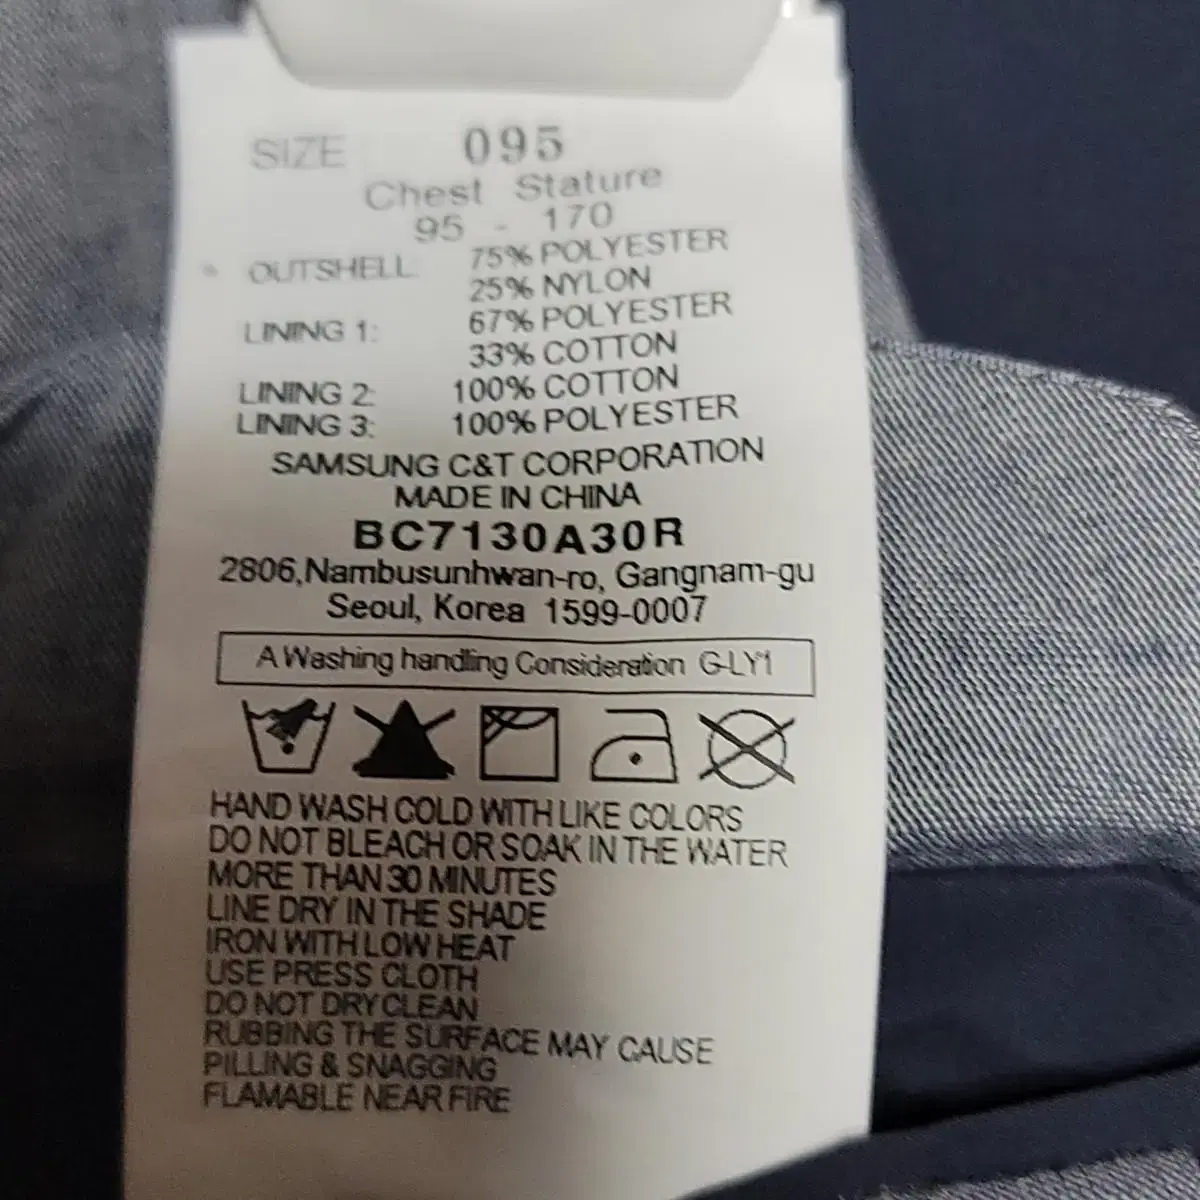 SIZE 095
Chest Stature
95 - 170
OUTSHELL: 75% POLYESTER
25% NYLON
LINING 1: 67% POLYESTER
33% COTTON
LINING 2: 100% COTTON
LINING 3: 100% POLYESTER
SAMSUNG C&T CORPORATION
MADE IN CHINA
BC7130A30R
2806,Nambusunhwan-ro, Gangnam-gu
Seoul, Korea 1599-0007
A Washing handling Consideration G-LY1
HAND WASH COLD WITH LIKE COLORS
DO NOT BLEACH OR SOAK IN THE WATER
MORE THAN 30 MINUTES
LINE DRY IN THE SHADE
IRON WITH LOW HEAT
USE PRESS CLOTH
DO NOT DRYCLEAN
RUBBING THE SURFACE MAY CAUSE
PILLING & SNAGGING
FLAMABLE NEAR FIRE